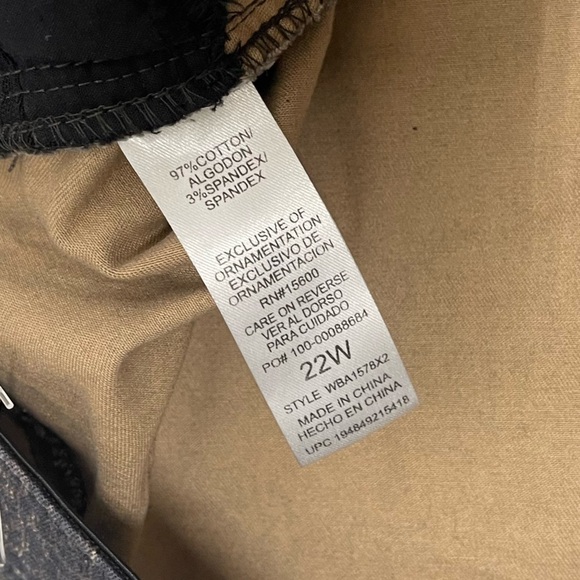 97%COTTON/
ALGODON
3%SPANDEX/
SPANDEX
EXCLUSIVE OF
ORNAMENTATION
EXCLUSIVO DE
ORNAMENTACION
RN#15600
CARE ON REVERSE
VER AL DORSO
PARA CUIDADO
PO# 100-00088684
22W
STYLE WBA1578X2
MADE IN CHINA
HECHO EN CHINA
UPC 194849215418